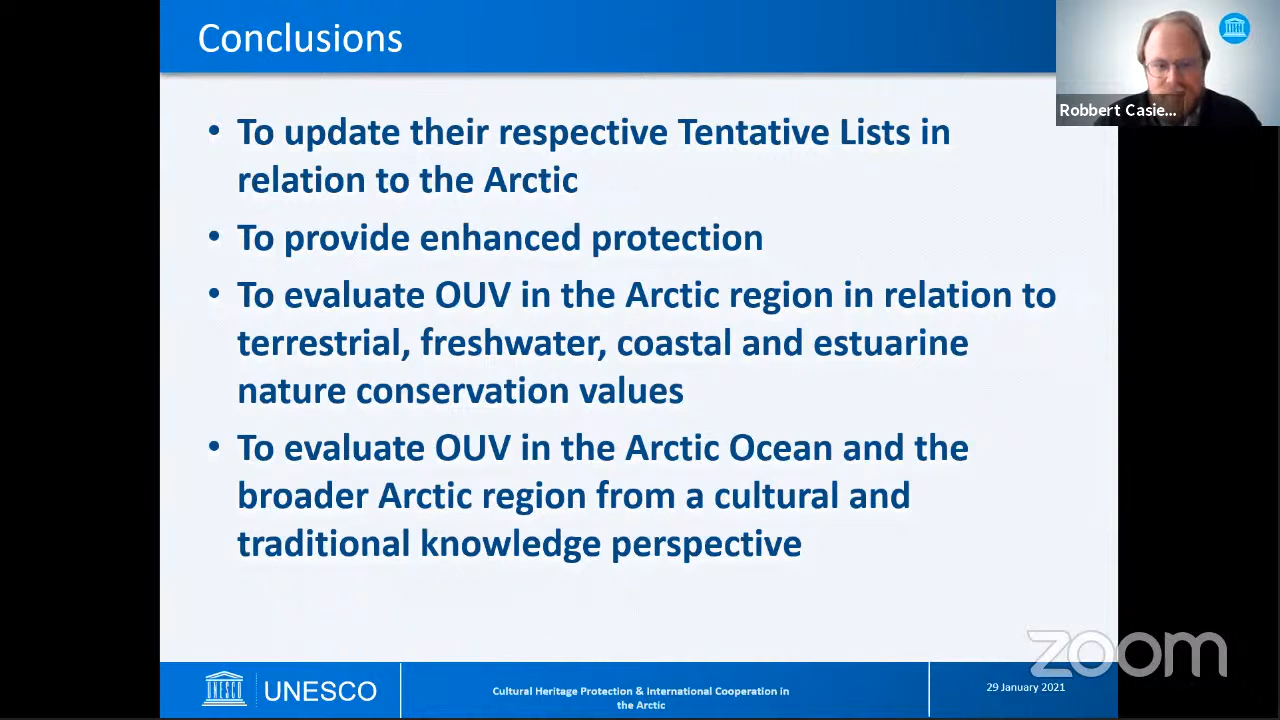 Conclusions
Robbert Casie...
• To update their respective Tentative Lists in
relation to the Arctic
• To provide enhanced protection
• To evaluate OUV in the Arctic region in relation to
terrestrial, freshwater, coastal and estuarine
nature conservation values
• To evaluate OUV in the Arctic Ocean and the
broader Arctic region from a cultural and
traditional knowledge perspective
zoom
UNESCO
UNESCO
Cultural Heritage Protection & International Cooperation in
the Arctic
29 January 2021